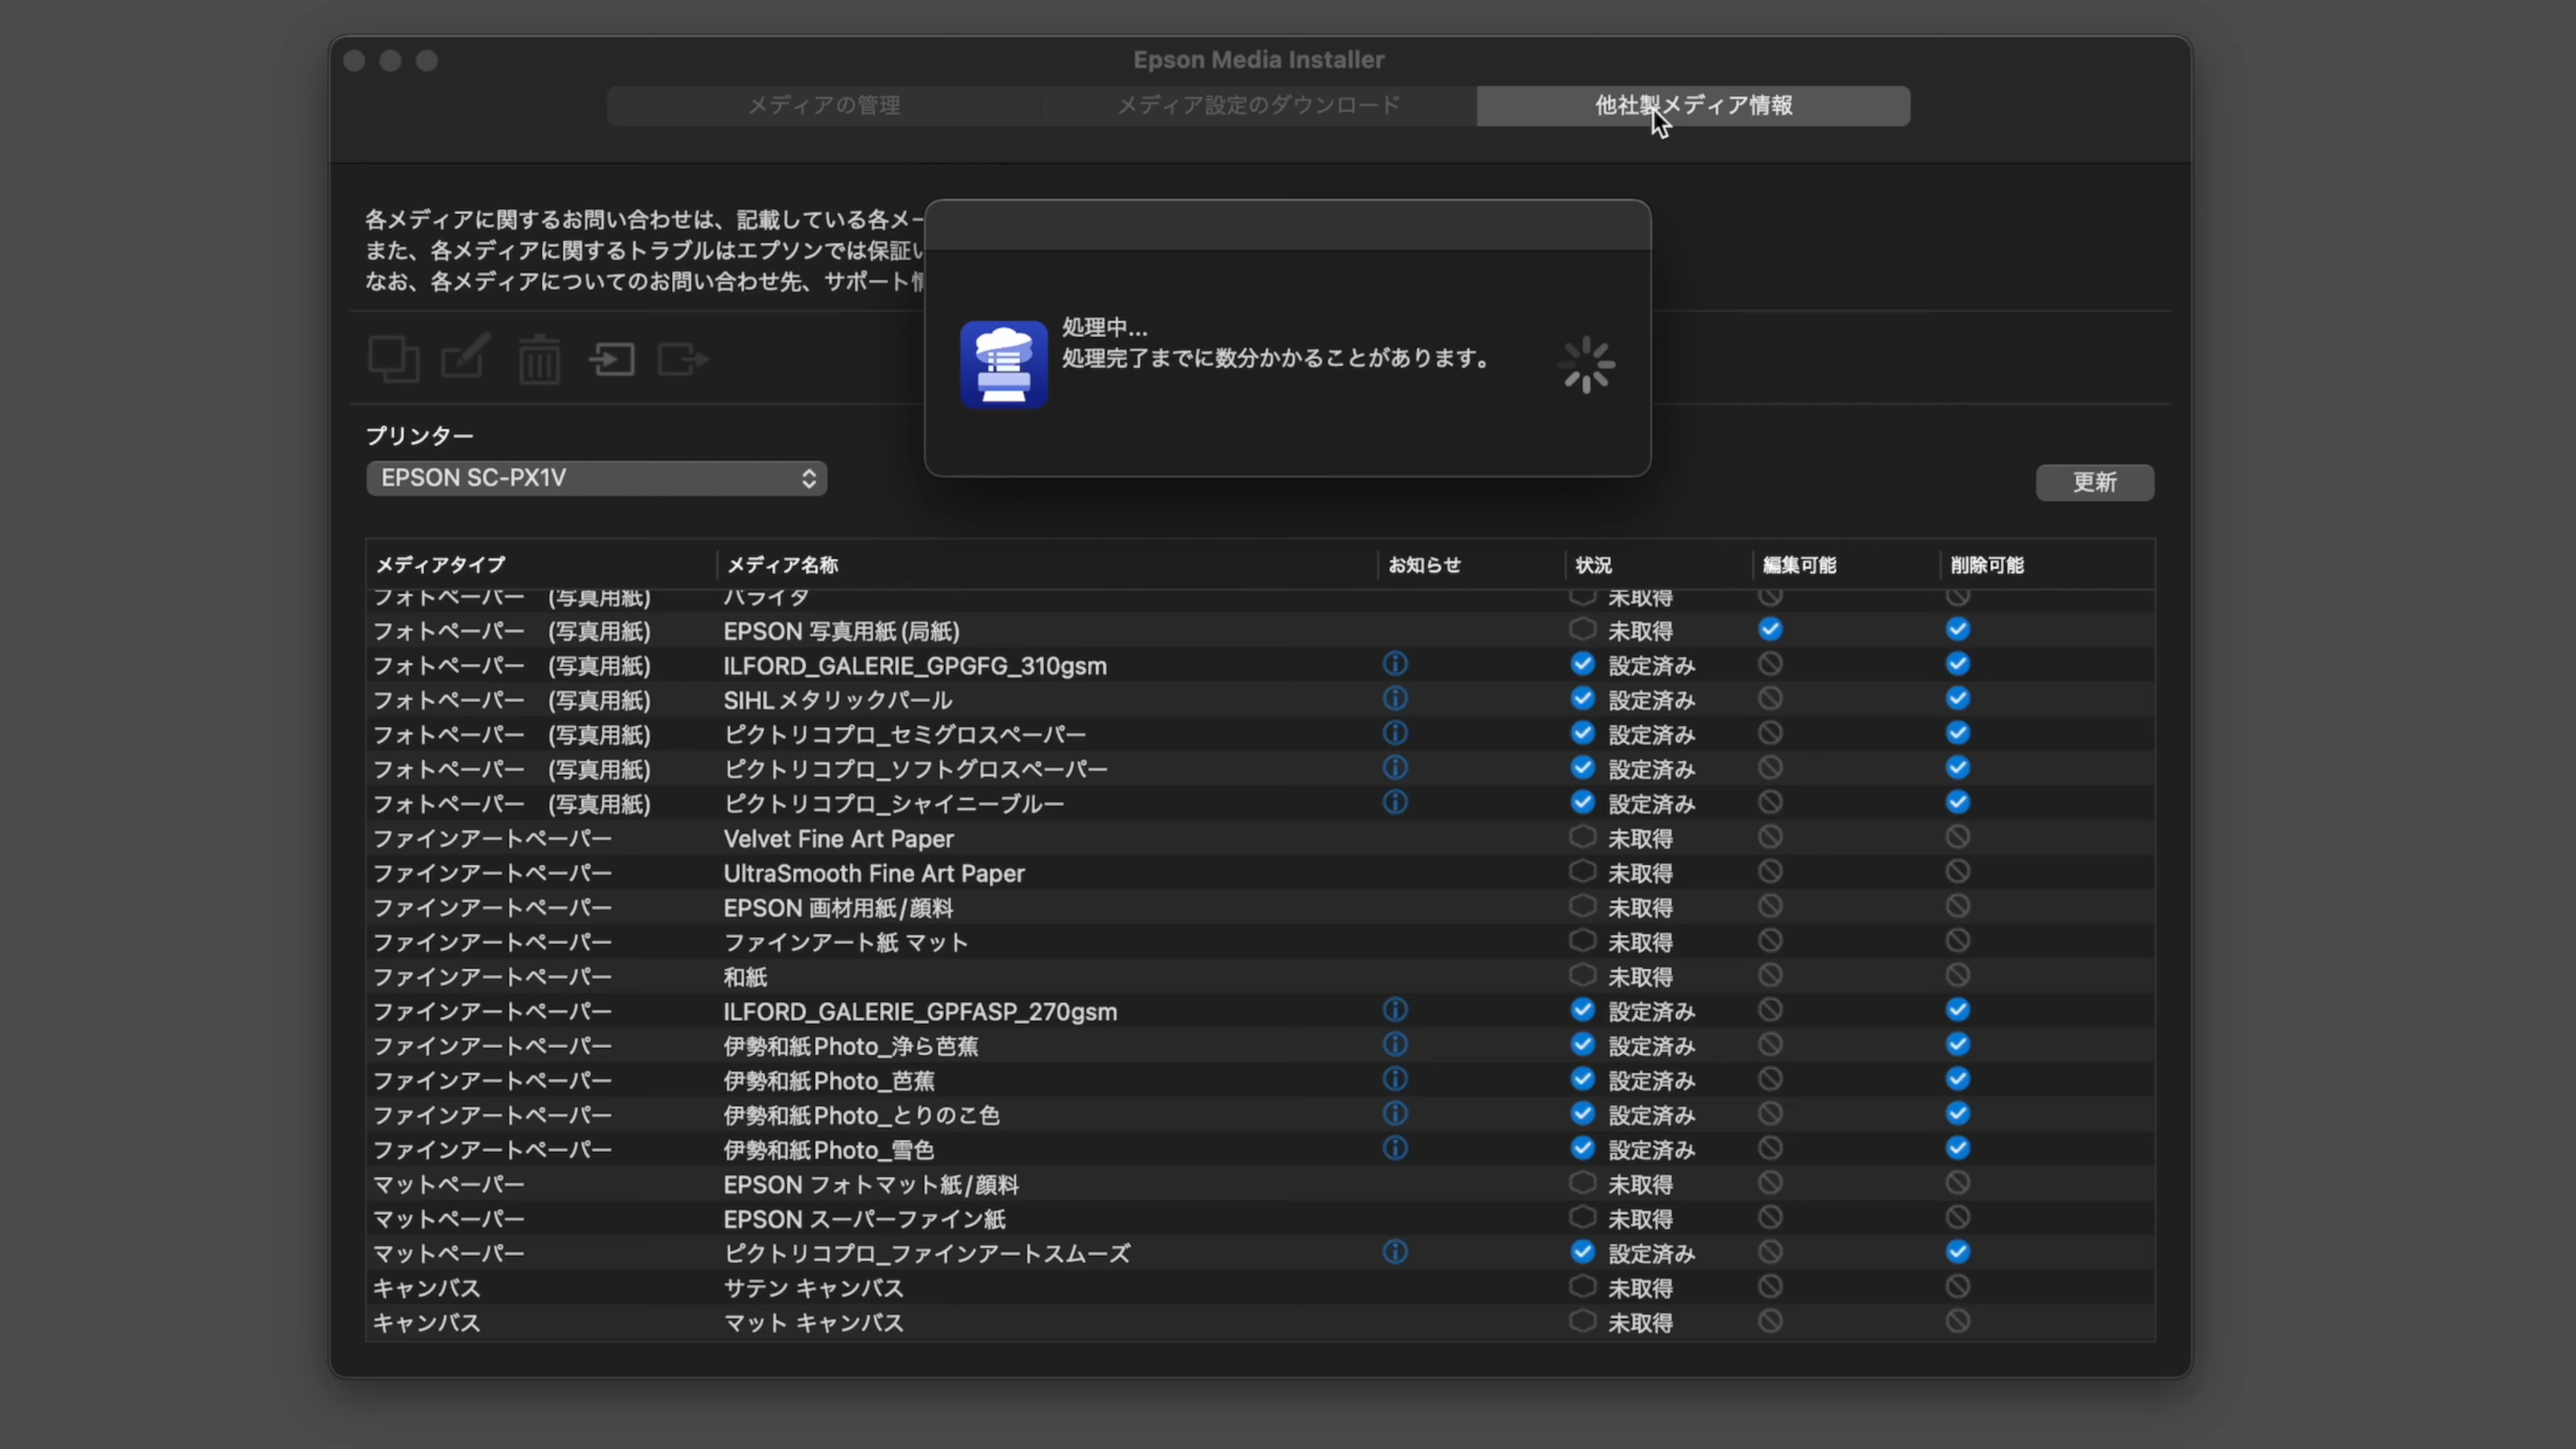 Epson Media Installer
メディアの管理 メディア設定のダウンロード 他社製メディア情報
各メディアに関するお問い合わせは、記載している各メー
また、各メディアに関するトラブルはエプソンでは保証い
なお、各メディアについてのお問い合わせ先、サポート情
処理中...
処理完了までに数分かかることがあります。
プリンター
EPSON SC-PX1V
更新
メディアタイプ メディア名称 お知らせ 状況 編集可能 削除可能
フォトペーパー (写真用紙) バライタ 未取得
フォトペーパー (写真用紙) EPSON 写真用紙(局紙) 未取得
フォトペーパー (写真用紙) ILFORD_GALERIE_GPGFG_310gsm 設定済み
フォトペーパー (写真用紙) SIHLメタリックパール 設定済み
フォトペーパー (写真用紙) ピクトリコプロ_セミグロスペーパー 設定済み
フォトペーパー (写真用紙) ピクトリコプロ_ソフトグロスペーパー 設定済み
フォトペーパー (写真用紙) ピクトリコプロ_シャイニーブルー 設定済み
ファインアートペーパー Velvet Fine Art Paper 未取得
ファインアートペーパー UltraSmooth Fine Art Paper 未取得
ファインアートペーパー EPSON 画材用紙/顔料 未取得
ファインアートペーパー ファインアート紙 マット 未取得
ファインアートペーパー 和紙 未取得
ファインアートペーパー ILFORD_GALERIE_GPFASP_270gsm 設定済み
ファインアートペーパー 伊勢和紙Photo_浄ら芭蕉 設定済み
ファインアートペーパー 伊勢和紙Photo_芭蕉 設定済み
ファインアートペーパー 伊勢和紙Photo_とりのこ色 設定済み
ファインアートペーパー 伊勢和紙Photo_雪色 設定済み
マットペーパー EPSON フォトマット紙/顔料 未取得
マットペーパー EPSON スーパーファイン紙 未取得
マットペーパー ピクトリコプロ_ファインアートスムーズ 設定済み
キャンバス サテン キャンバス 未取得
キャンバス マット キャンバス 未取得